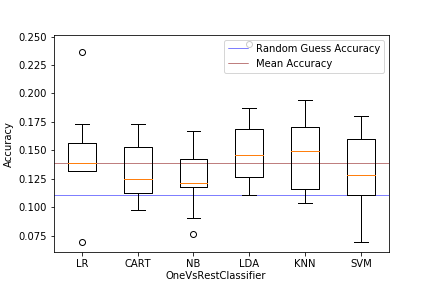 Random Guess Accuracy
Mean Accuracy
Accuracy
0.250
0.225
0.200
0.175
0.150
0.125
0.100
0.075
LR CART NB LDA KNN SVM
OneVsRestClassifier